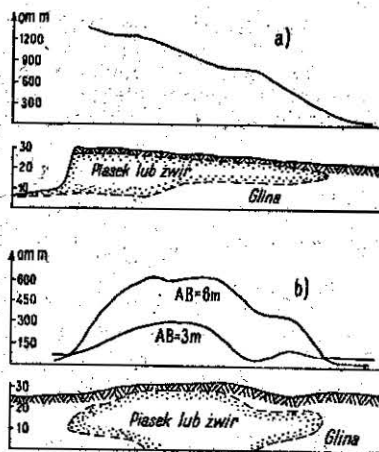 om m
a)
1200
900
600
300
30
20
10
Piasek lub żwir
Glina
om m
600
450
300
150
b)
AB=6m
AB=3m
30
20
10
Piasek lub żwir
Glina